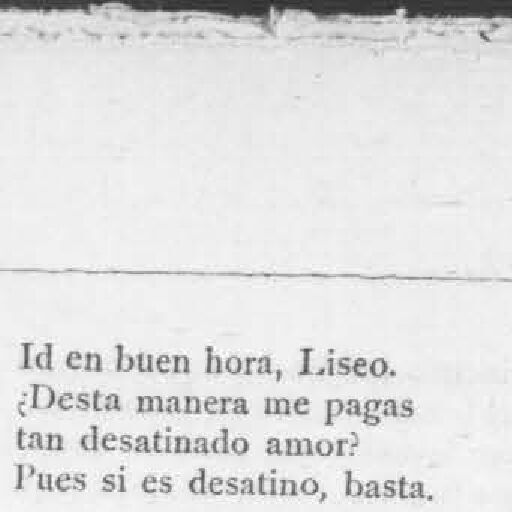 Id en buen hora, Liseo.
¿Desta manera me pagas
tan desatinado amor?
Pues si es desatino, basta.